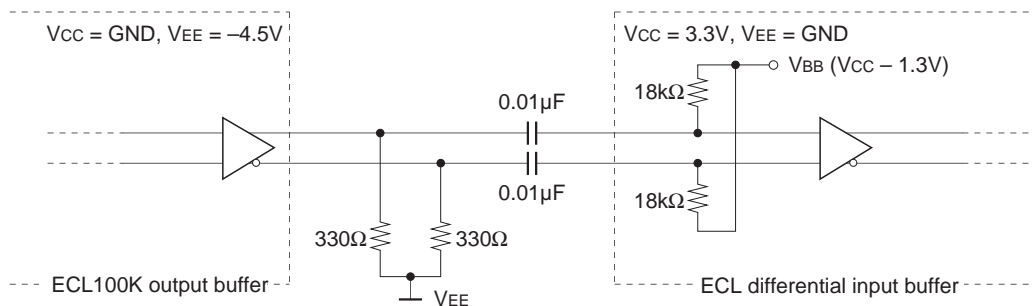 VCC = GND, VEE = –4.5V
VCC = 3.3V, VEE = GND
VBB (VCC – 1.3V)
18kΩ
0.01µF
0.01µF
18kΩ
330Ω
330Ω
VEE
ECL100K output buffer
ECL differential input buffer